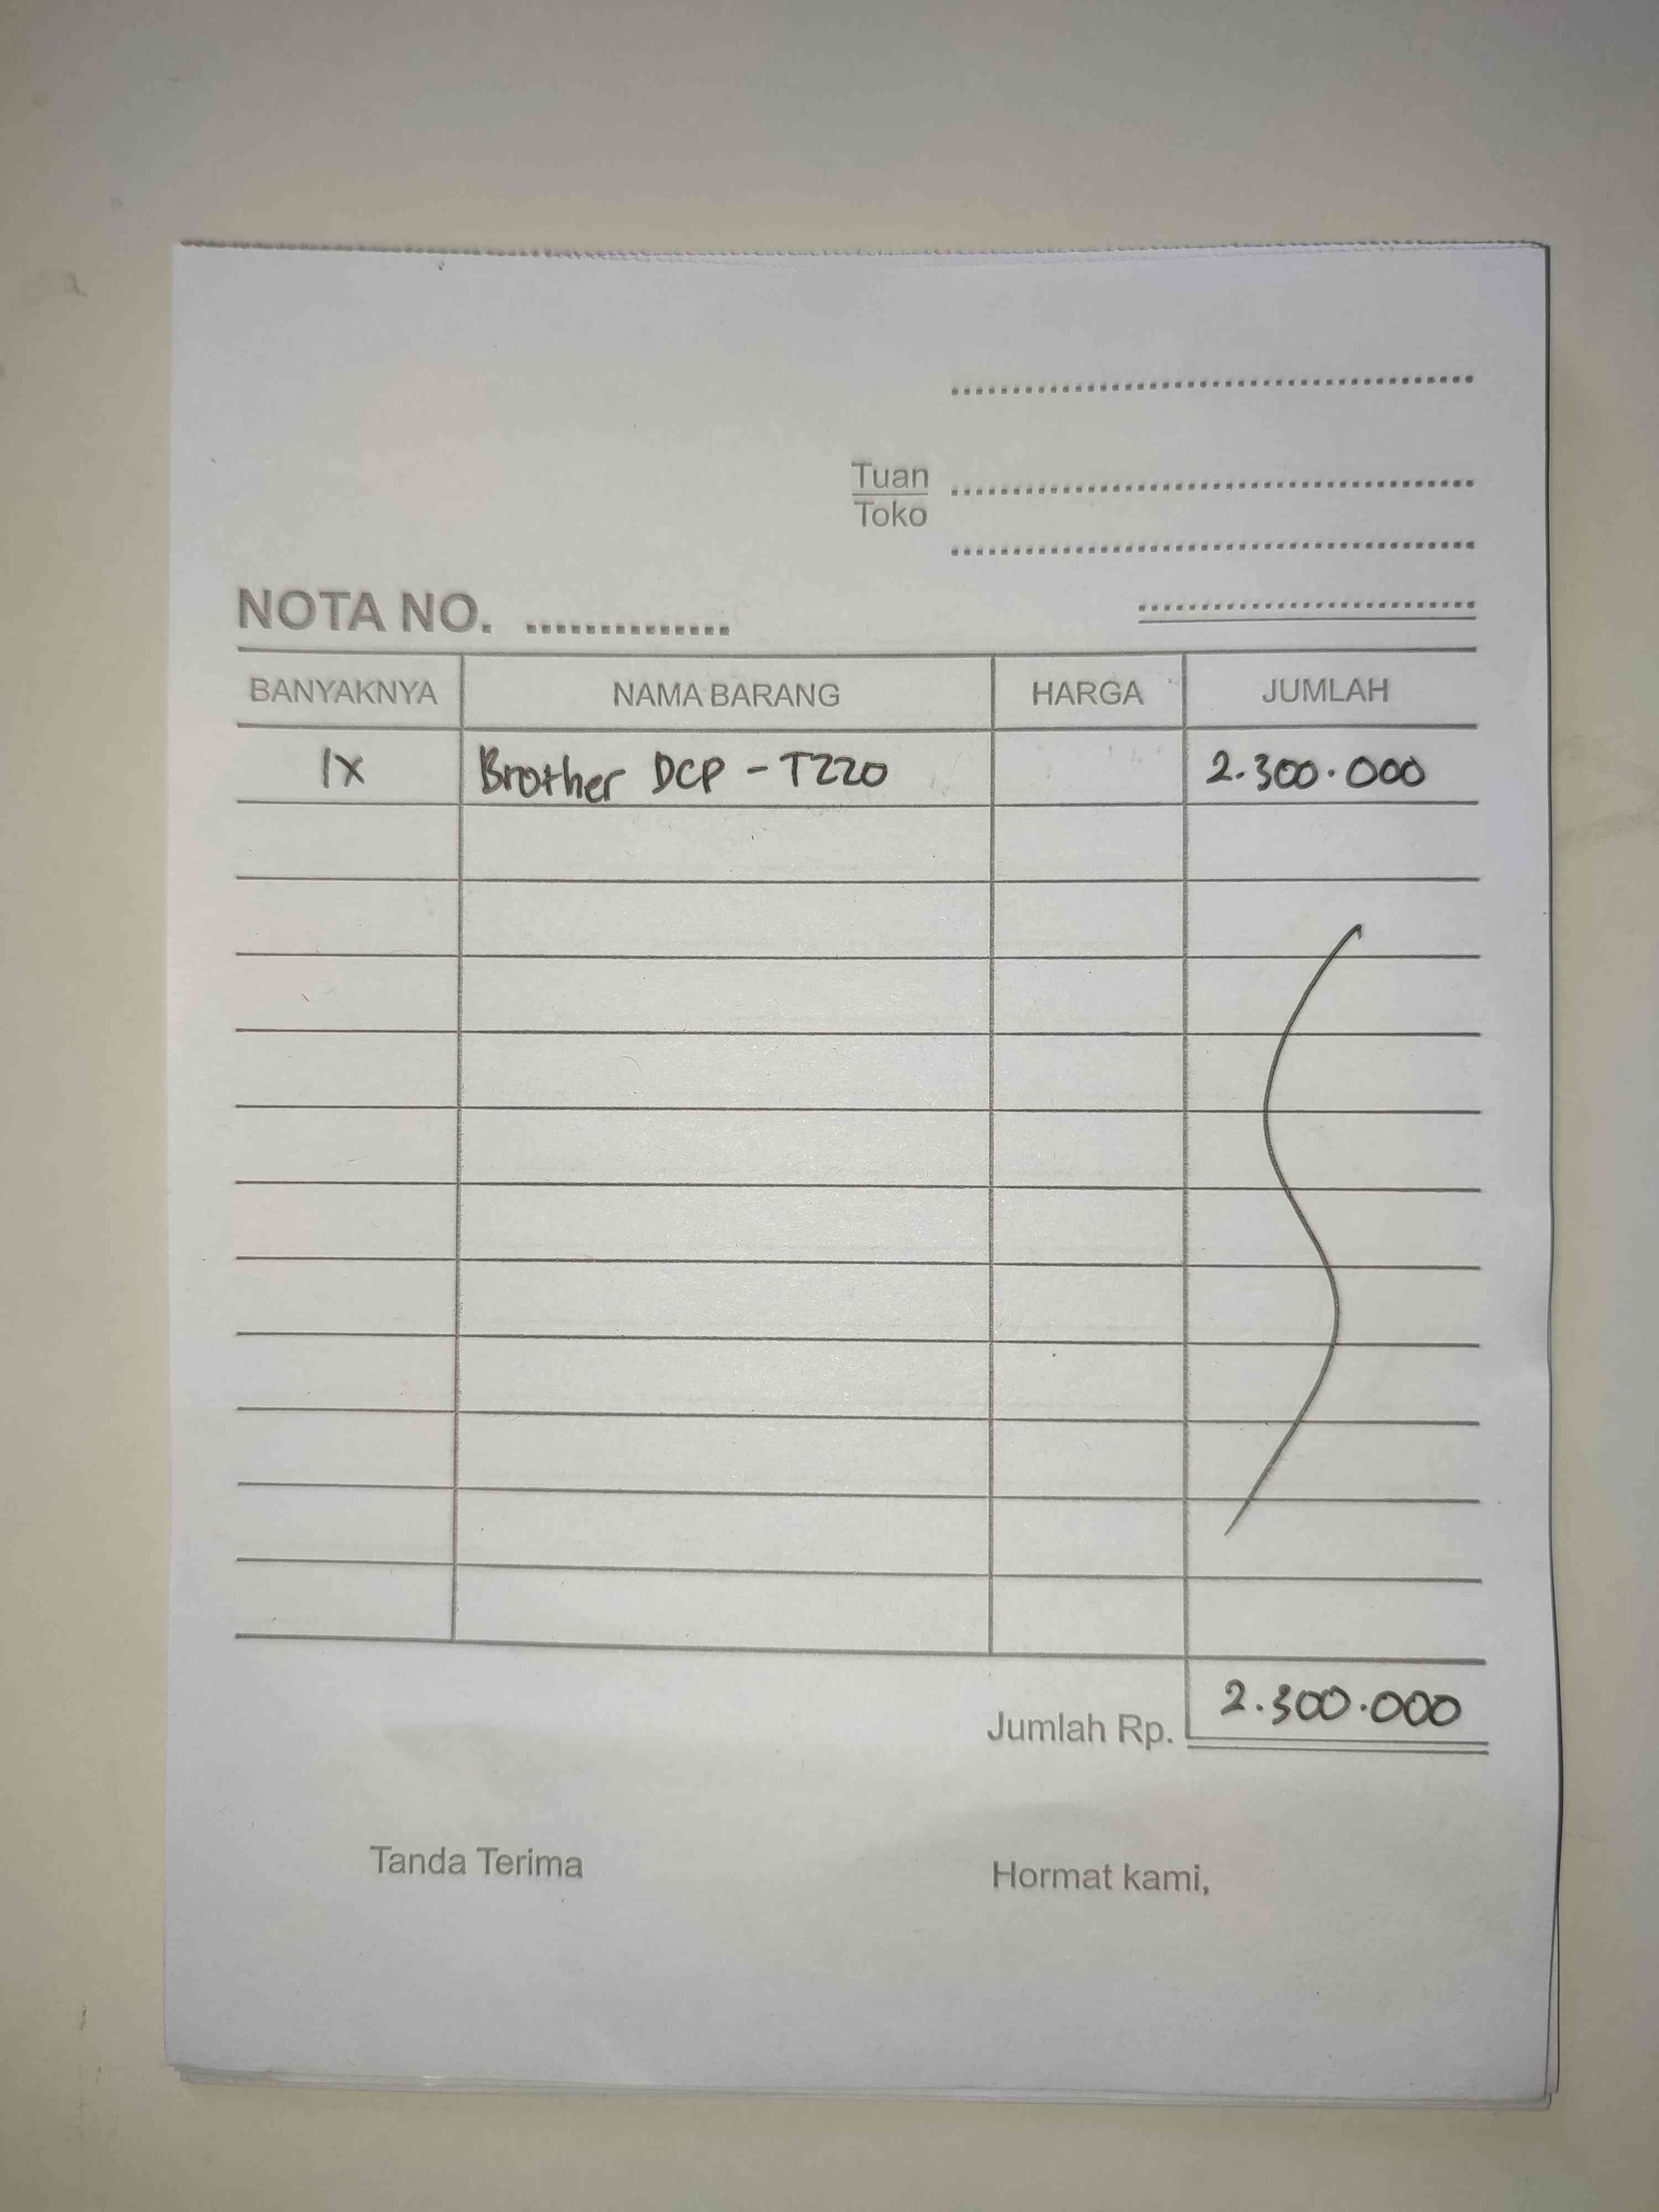 Tuan
Toko
NOTA NO. ..............
BANYAKNYA NAMA BARANG HARGA JUMLAH
1X Brother DCP - T220 2.300.000
Jumlah Rp. 2.300.000
Tanda Terima Hormat kami,